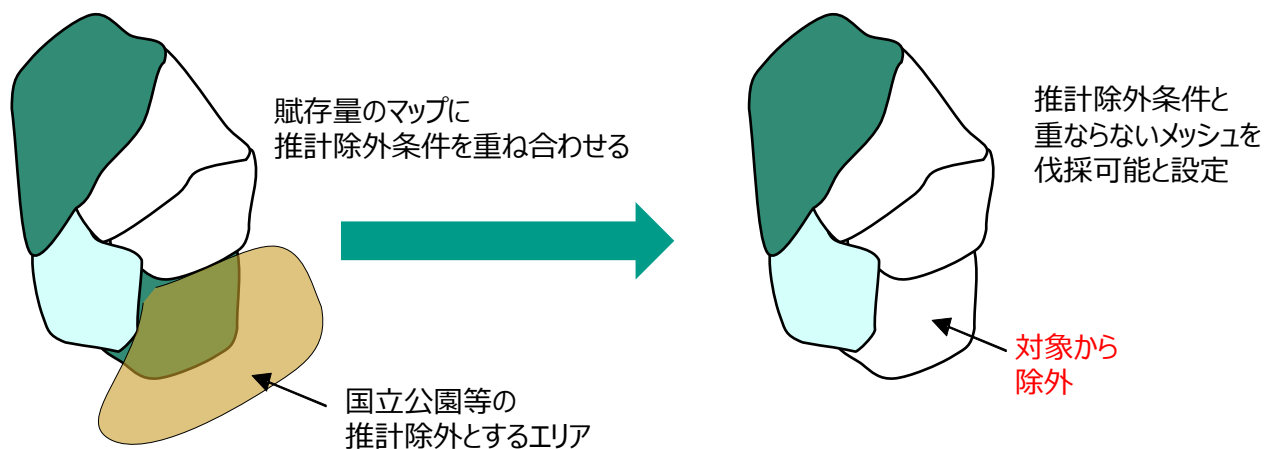 賦存量のマップに
推計除外条件を重ね合わせる
国立公園等の
推計除外とするエリア
推計除外条件と
重ならないメッシュを
伐採可能と設定
対象から
除外